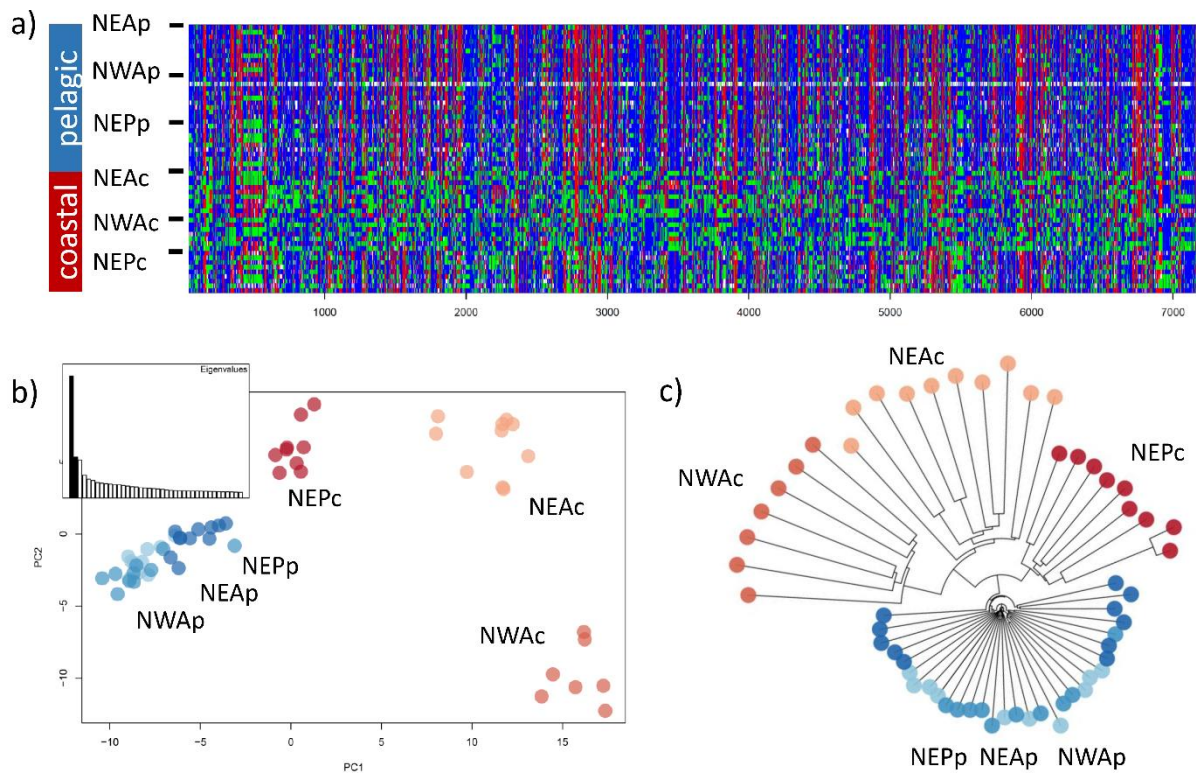 a)
pelagic
coastal
NEAp
NWAp
NEPp
NEAc
NWAc
NEPc
1000 2000 3000 4000 5000 6000 7000
b)
Eigenvalues
PC2
5
0
−5
−10
NEPc
NEAc
NEPp
NEAp
NWAp
NWAc
−10 −5 0 5 10 15
PC1
c)
NEAc
NEPc
NWAc
NEPp NEAp NWAp